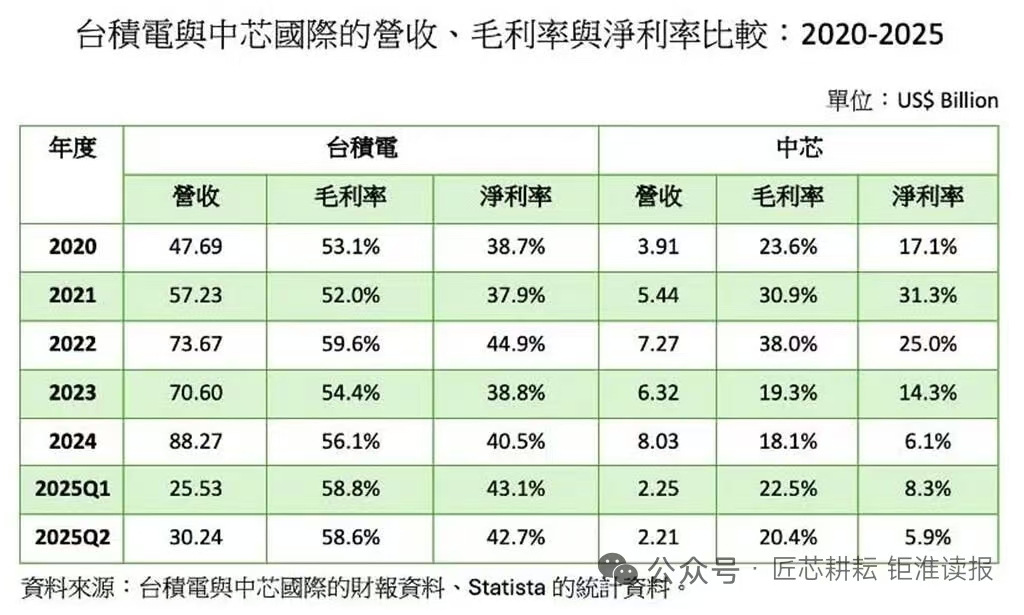 台積電與中芯國際的營收、毛利率與淨利率比較：2020-2025
單位：US$ Billion
年度 台積電 中芯
營收 毛利率 淨利率 營收 毛利率 淨利率
2020 47.69 53.1% 38.7% 3.91 23.6% 17.1%
2021 57.23 52.0% 37.9% 5.44 30.9% 31.3%
2022 73.67 59.6% 44.9% 7.27 38.0% 25.0%
2023 70.60 54.4% 38.8% 6.32 19.3% 14.3%
2024 88.27 56.1% 40.5% 8.03 18.1% 6.1%
2025Q1 25.53 58.8% 43.1% 2.25 22.5% 8.3%
2025Q2 30.24 58.6% 42.7% 2.21 20.4% 5.9%
資料來源：台積電與中芯國際的財報資料、Statista 的統計資料。
公众号 · 匠芯耕耘 钜淮读报